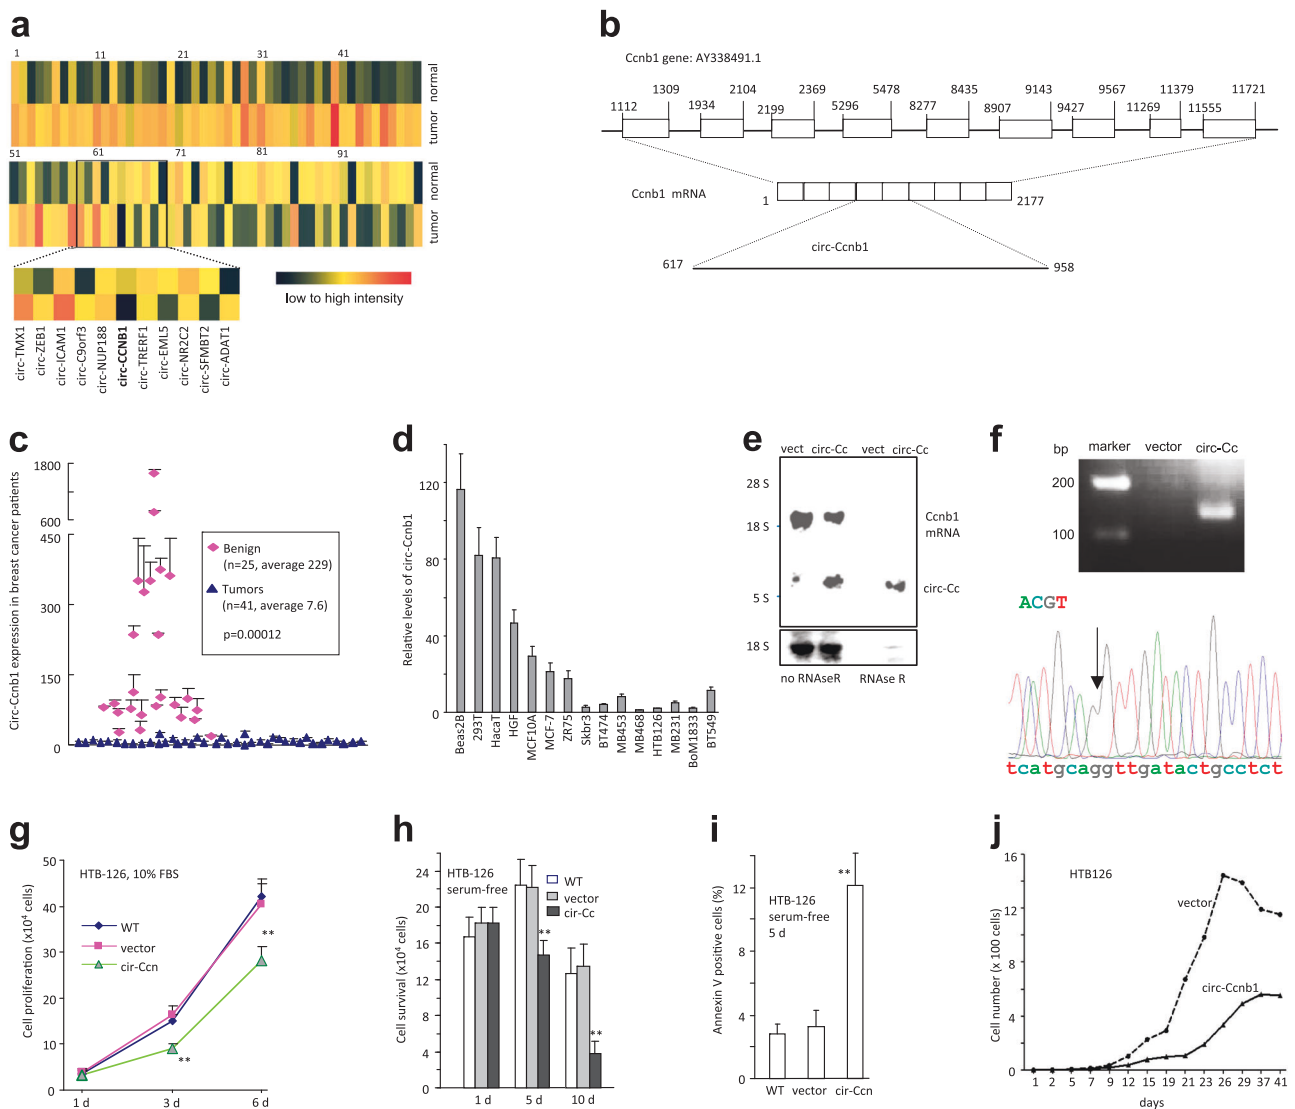 a
1 11 21 31 41
normal
tumor
51 61 71 81 91
normal
tumor
low to high intensity
circ-TMX1
circ-ZEB1
circ-ICAM1
circ-C9orf3
circ-NUP188
circ-CCNB1
circ-TRERF1
circ-EML5
circ-NR2C2
circ-SFMBT2
circ-ADAT1
b
Ccnb1 gene: AY338491.1
1309 2104 2369 5478 8435 9143 9567 11379 11721
1112 1934 2199 5296 8277 8907 9427 11269 11555
Ccnb1 mRNA
1 2177
circ-Ccnb1
617 958
c
Circ-Ccnb1 expression in breast cancer patients
1800
600
450
300
150
0
Benign
(n=25, average 229)
Tumors
(n=41, average 7.6)
p=0.00012
d
Relative levels of circ-Ccnb1
120
80
40
0
Beas2B
293T
HacaT
HGF
MCF10A
MCF-7
ZR75
Skbr3
BT474
MB453
MB468
HTB126
MB231
BoM1833
BT549
e
vect circ-Cc vect circ-Cc
28 S
18 S
5 S
Ccnb1
mRNA
circ-Cc
18 S
no RNAseR RNAse R
f
bp marker vector circ-Cc
200
100
ACGT
tcatgcaggttgatactgcctct
g
Cell proliferation (x10⁴ cells)
50
40
30
20
10
0
HTB-126, 10% FBS
WT
vector
cir-Ccn
**
**
1 d 3 d 6 d
h
Cell survival (x10⁴ cells)
24
20
16
12
8
4
0
HTB-126
serum-free
WT
vector
cir-Cc
**
**
1 d 5 d 10 d
i
Annexin V positive cells (%)
12
8
4
0
HTB-126
serum-free
5 d
**
WT vector cir-Ccn
j
Cell number (x 100 cells)
16
12
8
4
0
HTB126
vector
circ-Ccnb1
1 2 5 7 9 12 15 19 21 23 26 29 37 41
days